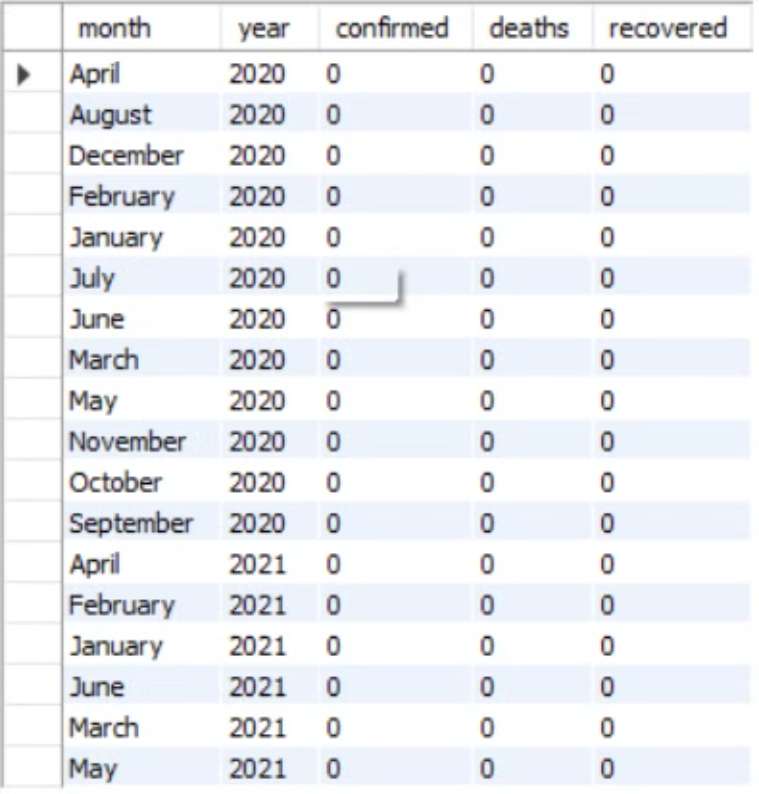 month year confirmed deaths recovered
April 2020 0 0 0
August 2020 0 0 0
December 2020 0 0 0
February 2020 0 0 0
January 2020 0 0 0
July 2020 0 0 0
June 2020 0 0 0
March 2020 0 0 0
May 2020 0 0 0
November 2020 0 0 0
October 2020 0 0 0
September 2020 0 0 0
April 2021 0 0 0
February 2021 0 0 0
January 2021 0 0 0
June 2021 0 0 0
March 2021 0 0 0
May 2021 0 0 0